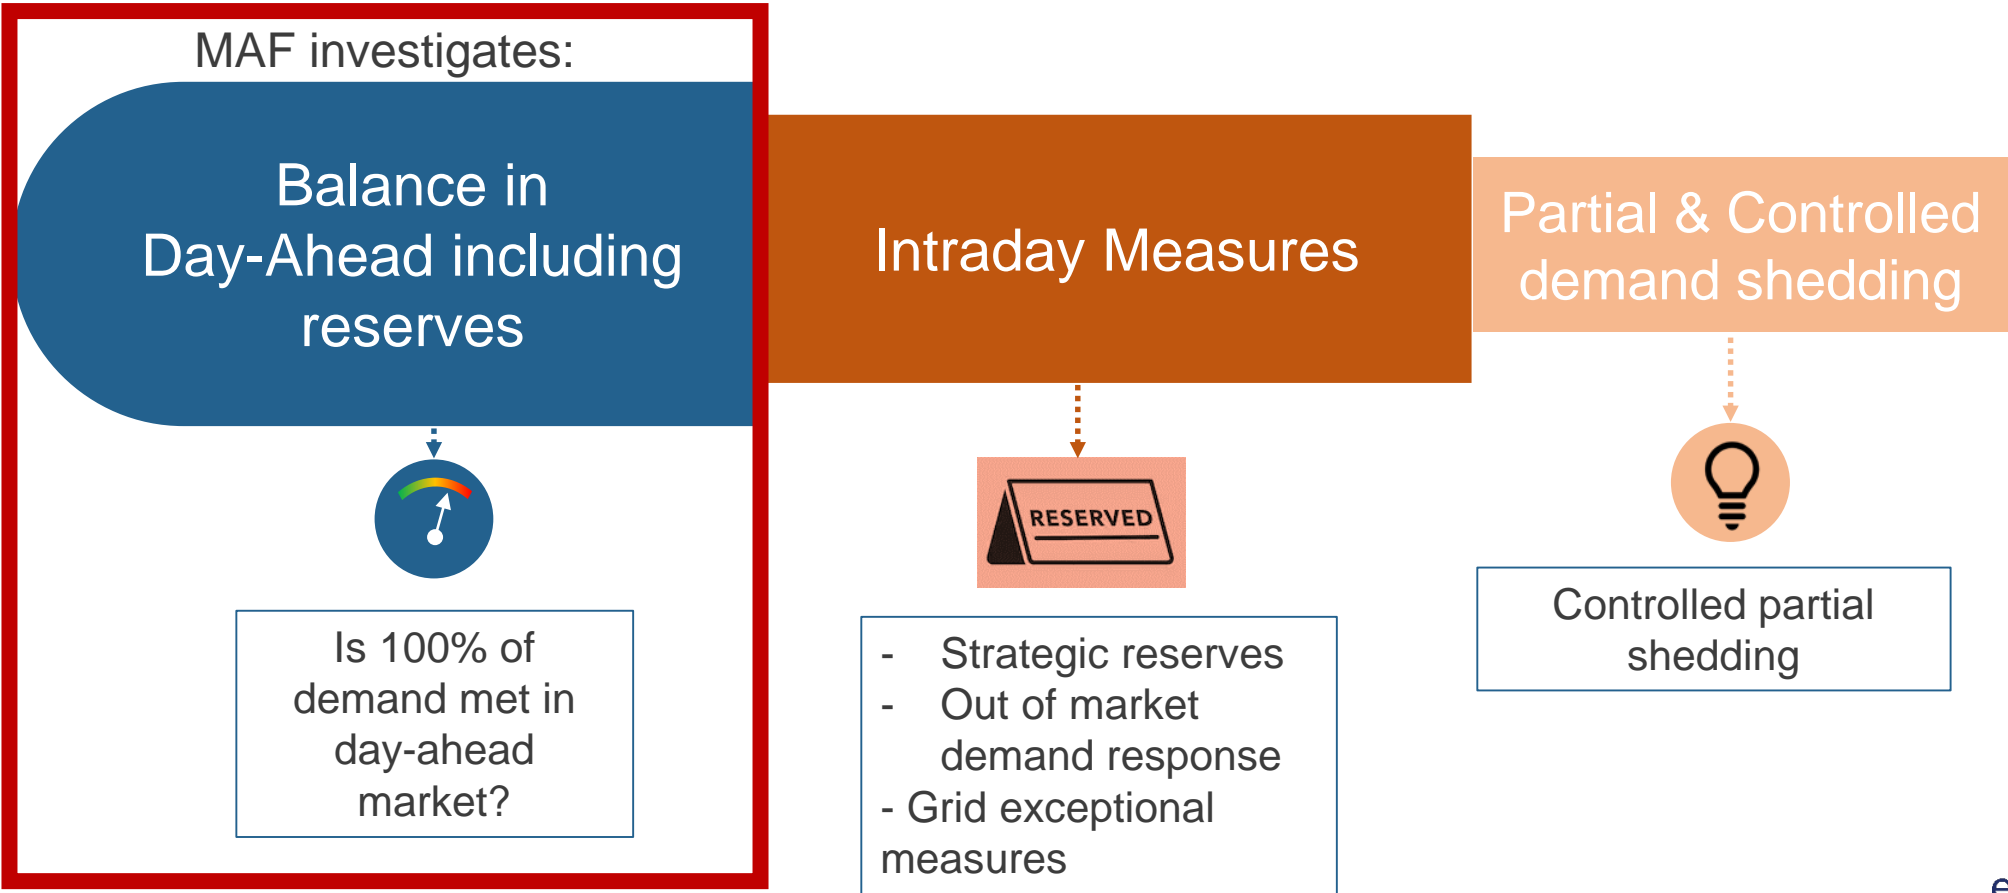 MAF investigates:
Balance in
Day-Ahead including
reserves
Intraday Measures
Partial & Controlled
demand shedding
RESERVED
Is 100% of
demand met in
day-ahead
market?
- Strategic reserves
- Out of market
demand response
- Grid exceptional
measures
Controlled partial
shedding